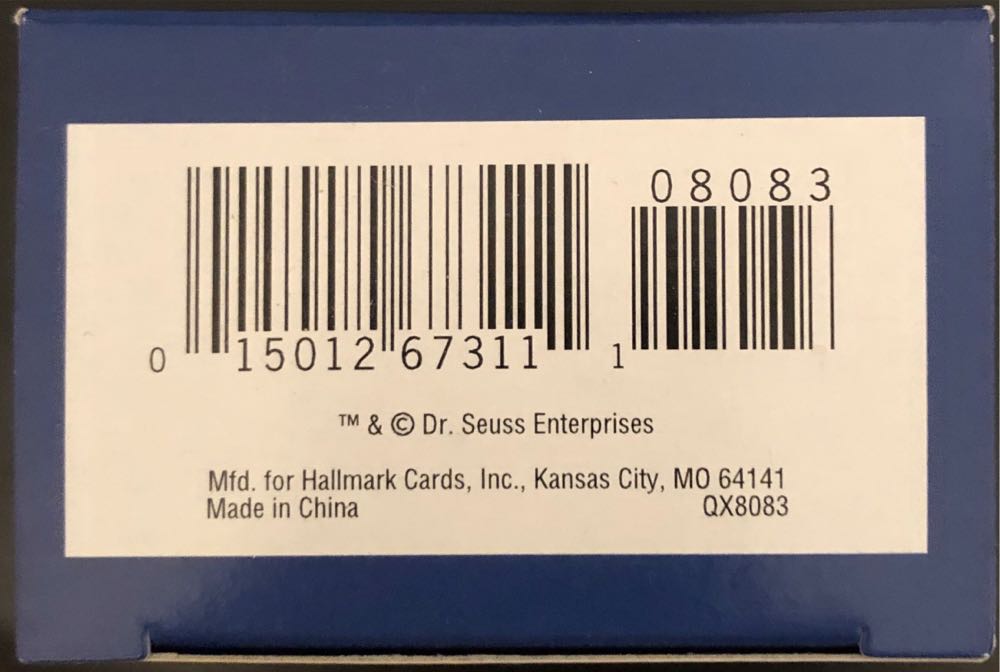 08083
0 15012 67311 1
™ & © Dr. Seuss Enterprises
Mfd. for Hallmark Cards, Inc., Kansas City, MO 64141
Made in China QX8083